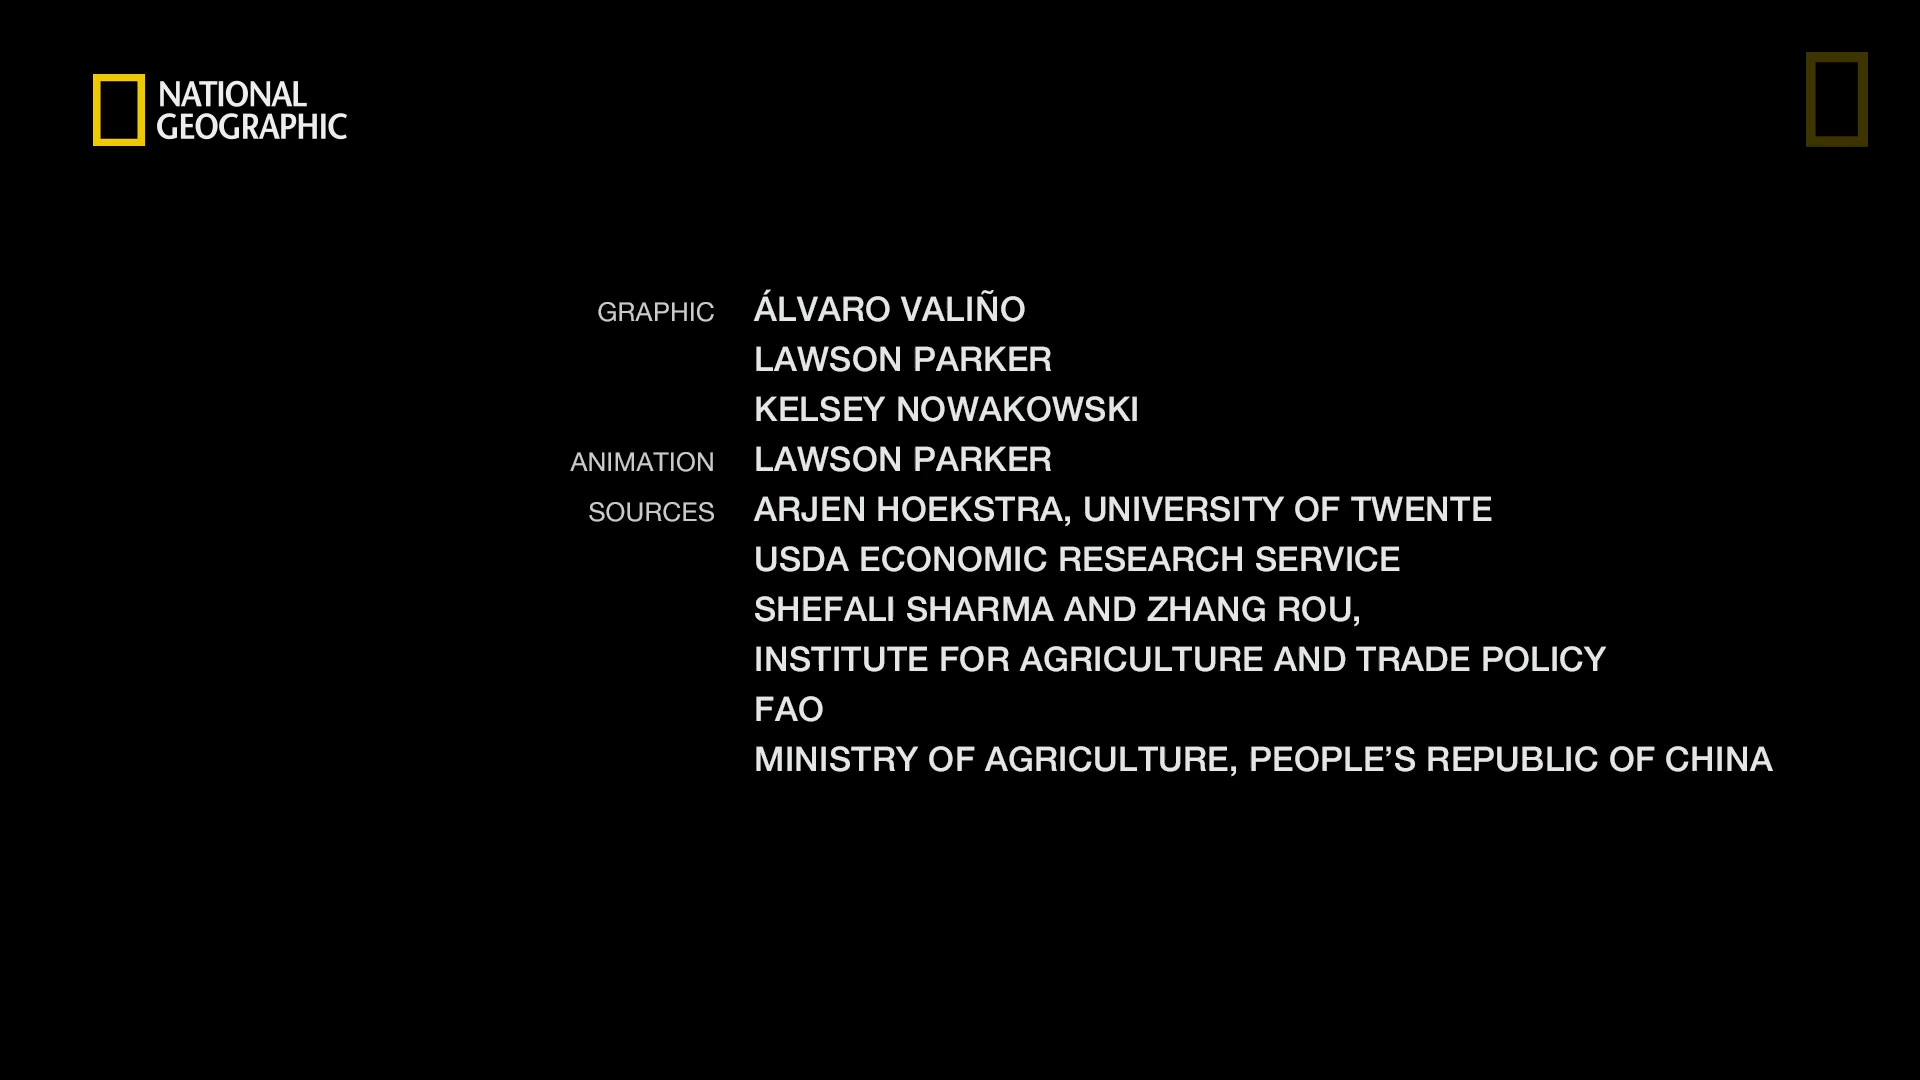 NATIONAL
GEOGRAPHIC
GRAPHIC ÁLVARO VALIÑO
LAWSON PARKER
KELSEY NOWAKOWSKI
ANIMATION LAWSON PARKER
SOURCES ARJEN HOEKSTRA, UNIVERSITY OF TWENTE
USDA ECONOMIC RESEARCH SERVICE
SHEFALI SHARMA AND ZHANG ROU,
INSTITUTE FOR AGRICULTURE AND TRADE POLICY
FAO
MINISTRY OF AGRICULTURE, PEOPLE’S REPUBLIC OF CHINA